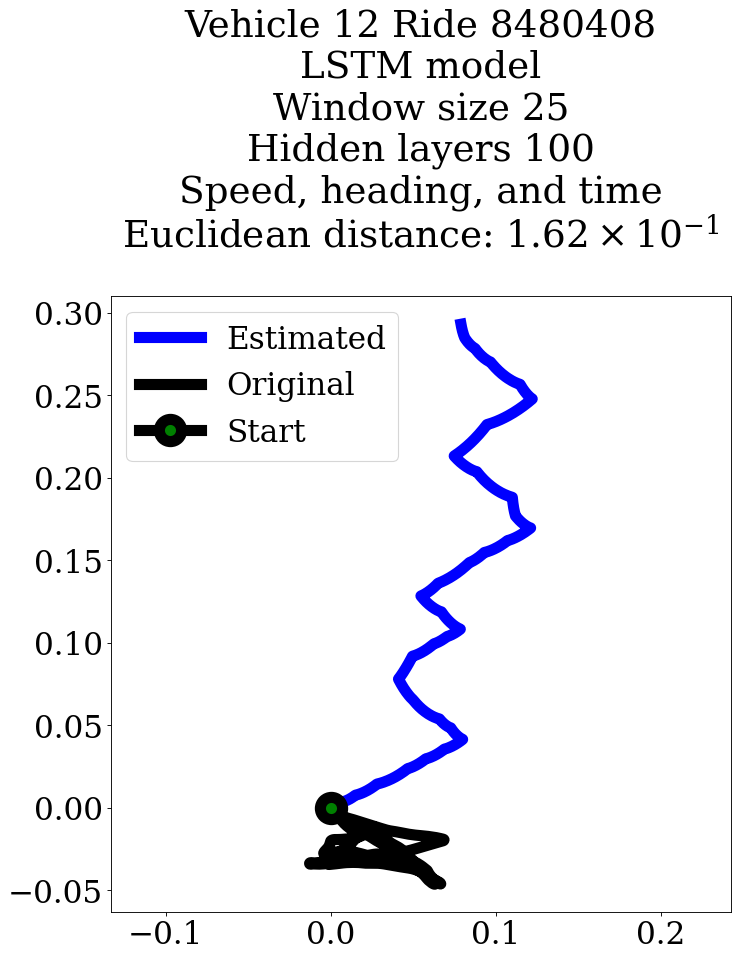 Vehicle 12 Ride 8480408
LSTM model
Window size 25
Hidden layers 100
Speed, heading, and time
Euclidean distance: 1.62 × 10⁻¹
0.30
0.25
0.20
0.15
0.10
0.05
0.00
−0.05
Estimated
Original
Start
−0.1
0.0
0.1
0.2